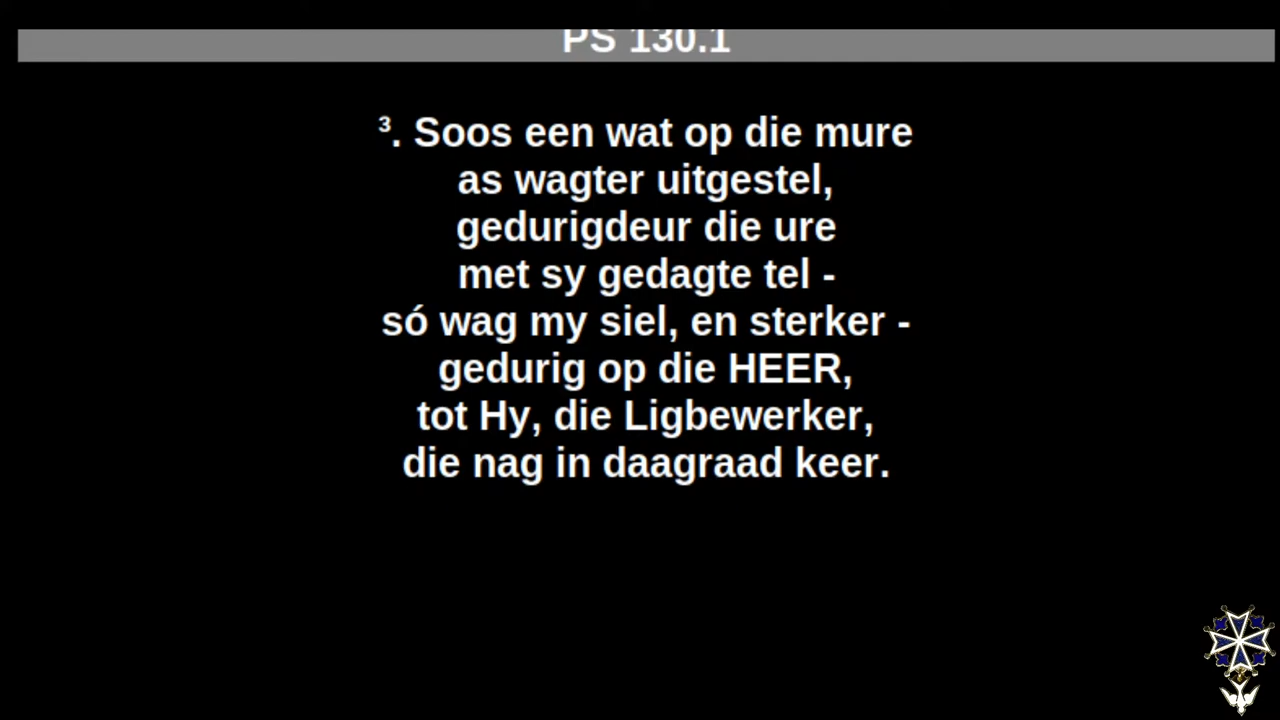 PS 130.1
³. Soos een wat op die mure
as wagter uitgestel,
gedurigdeur die ure
met sy gedagte tel -
só wag my siel, en sterker -
gedurig op die HEER,
tot Hy, die Ligbewerker,
die nag in daagraad keer.